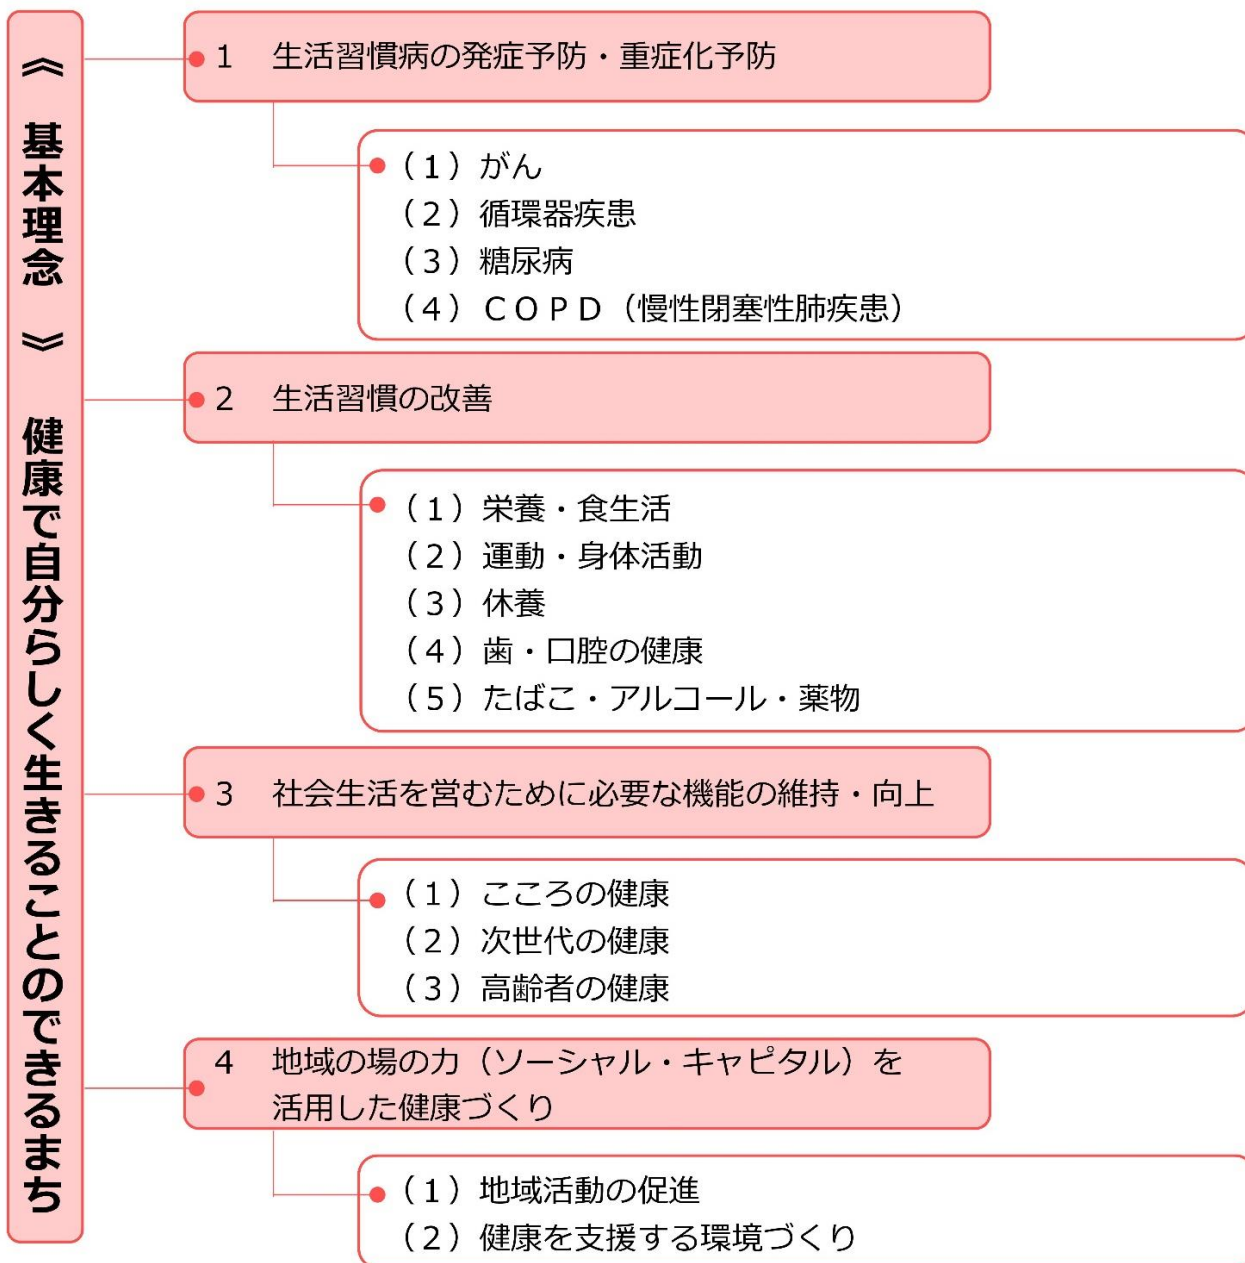 《 基本理念 》 健康で自分らしく生きることのできるまち
1 生活習慣病の発症予防・重症化予防
（1）がん
（2）循環器疾患
（3）糖尿病
（4）ＣＯＰＤ（慢性閉塞性肺疾患）
2 生活習慣の改善
（1）栄養・食生活
（2）運動・身体活動
（3）休養
（4）歯・口腔の健康
（5）たばこ・アルコール・薬物
3 社会生活を営むために必要な機能の維持・向上
（1）こころの健康
（2）次世代の健康
（3）高齢者の健康
4 地域の場の力（ソーシャル・キャピタル）を
活用した健康づくり
（1）地域活動の促進
（2）健康を支援する環境づくり